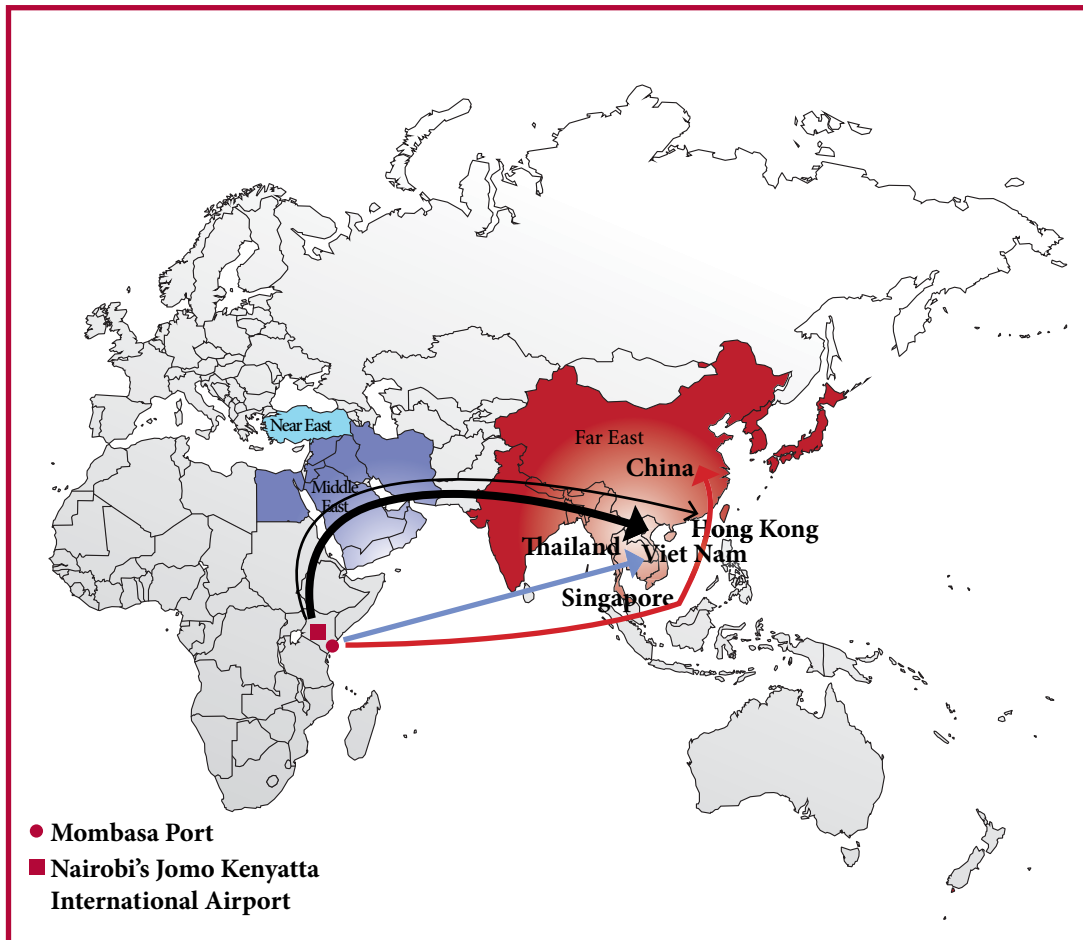 Near East
Far East
China
Middle
East
Hong Kong
Thailand
Viet Nam
Singapore
Mombasa Port
Nairobi's Jomo Kenyatta
International Airport